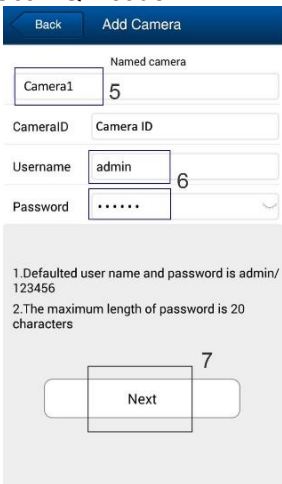 Back Add Camera
Named camera
Camera1 5
CameraID Camera ID
Username admin
6
Password ••••••
1.Defaulted user name and password is admin/
123456
2.The maximum length of password is 20
characters
7
Next